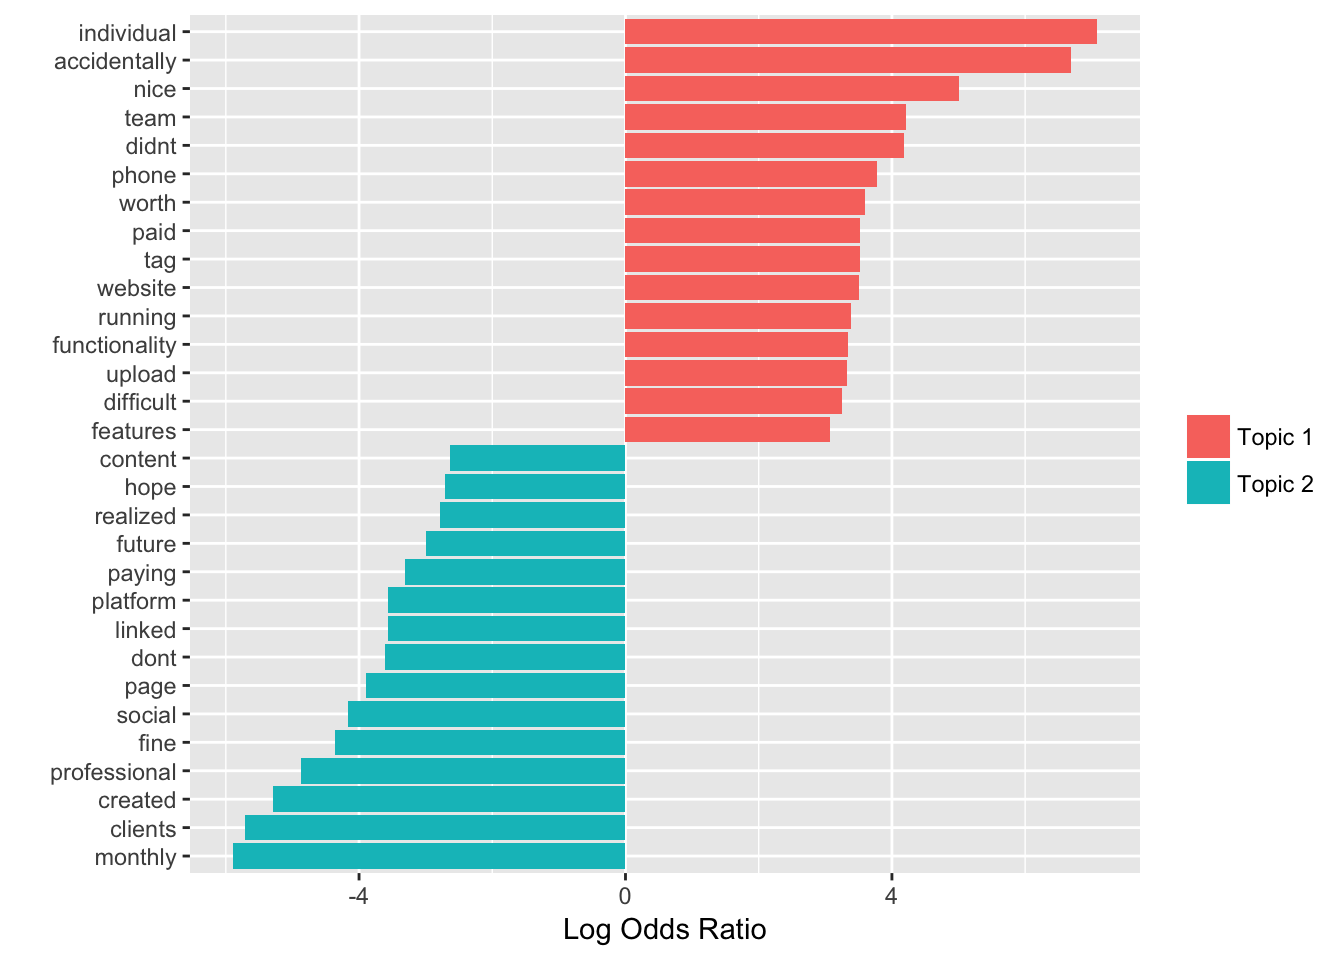 individual
accidentally
nice
team
didnt
phone
worth
paid
tag
website
running
functionality
upload
difficult
features
content
hope
realized
future
paying
platform
linked
dont
page
social
fine
professional
created
clients
monthly
-4 0 4
Log Odds Ratio
Topic 1
Topic 2